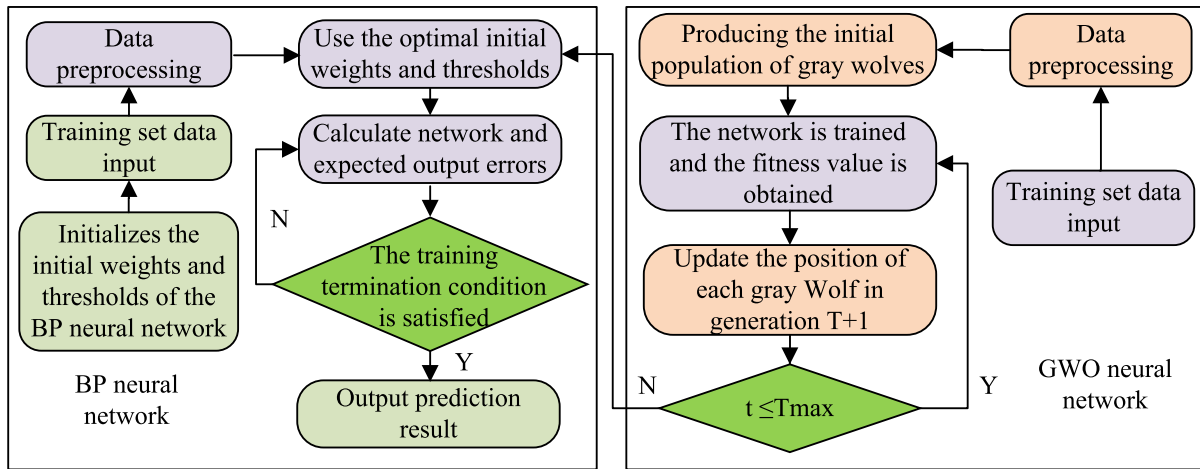 Data
preprocessing
Use the optimal initial
weights and thresholds
Training set data
input
Calculate network and
expected output errors
N
Initializes the
initial weights and
thresholds of the
BP neural network
The training
termination condition
is satisfied
Y
BP neural
network
Output prediction
result
Producing the initial
population of gray wolves
Data
preprocessing
The network is trained
and the fitness value is
obtained
Training set data
input
Update the position of
each gray Wolf in
generation T+1
N
t ≤Tmax
Y
GWO neural
network